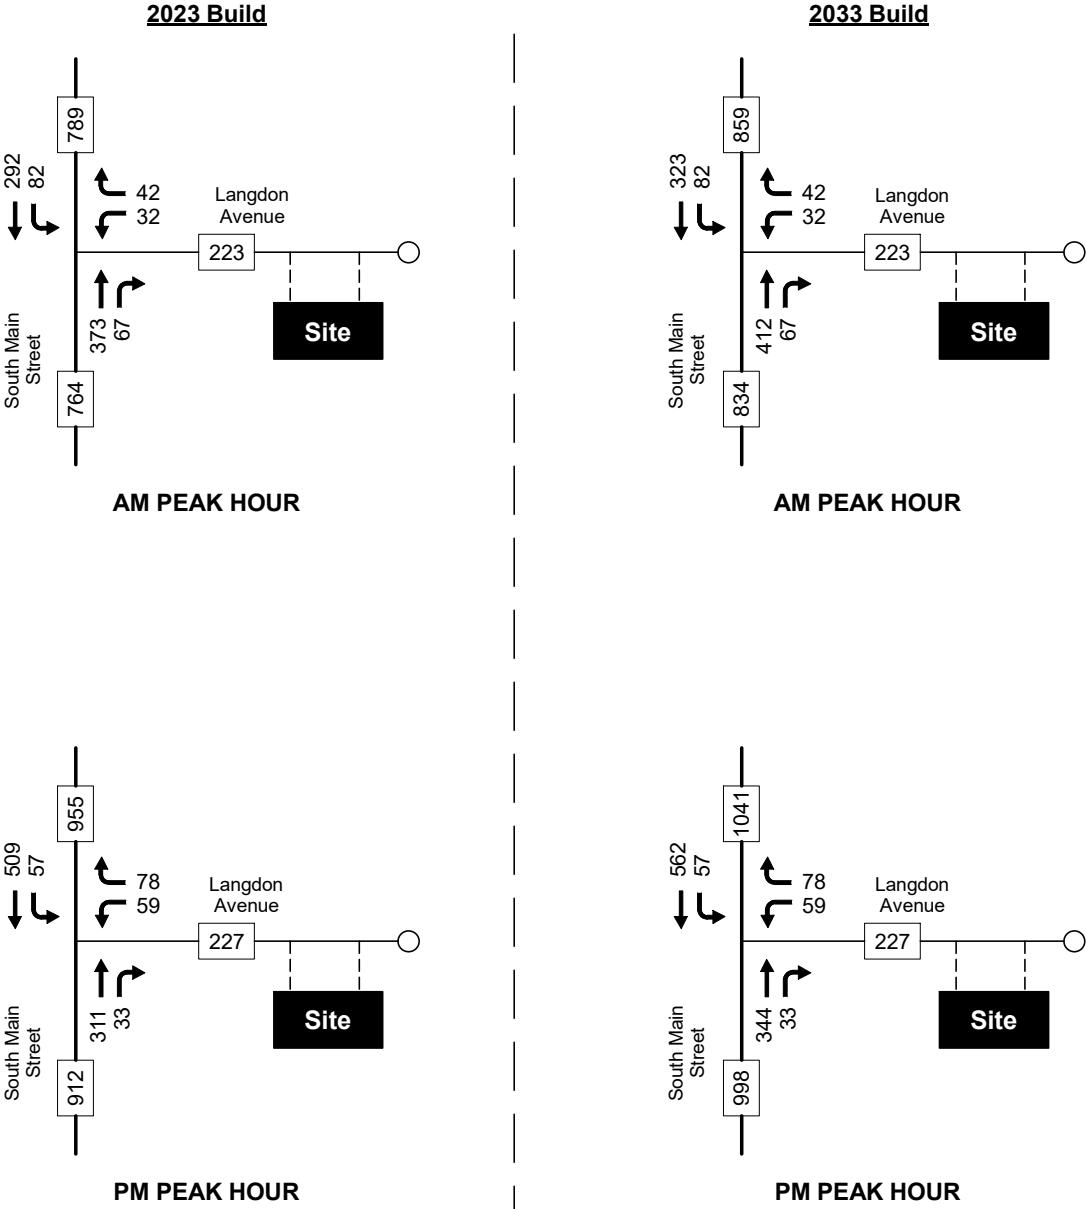 2023 Build
789
292
82
42
32
Langdon
Avenue
223
373
67
Site
South Main
Street
764
AM PEAK HOUR
2033 Build
859
323
82
42
32
Langdon
Avenue
223
412
67
Site
South Main
Street
834
AM PEAK HOUR
955
509
57
78
59
Langdon
Avenue
227
311
33
Site
South Main
Street
912
PM PEAK HOUR
1041
562
57
78
59
Langdon
Avenue
227
344
33
Site
South Main
Street
998
PM PEAK HOUR